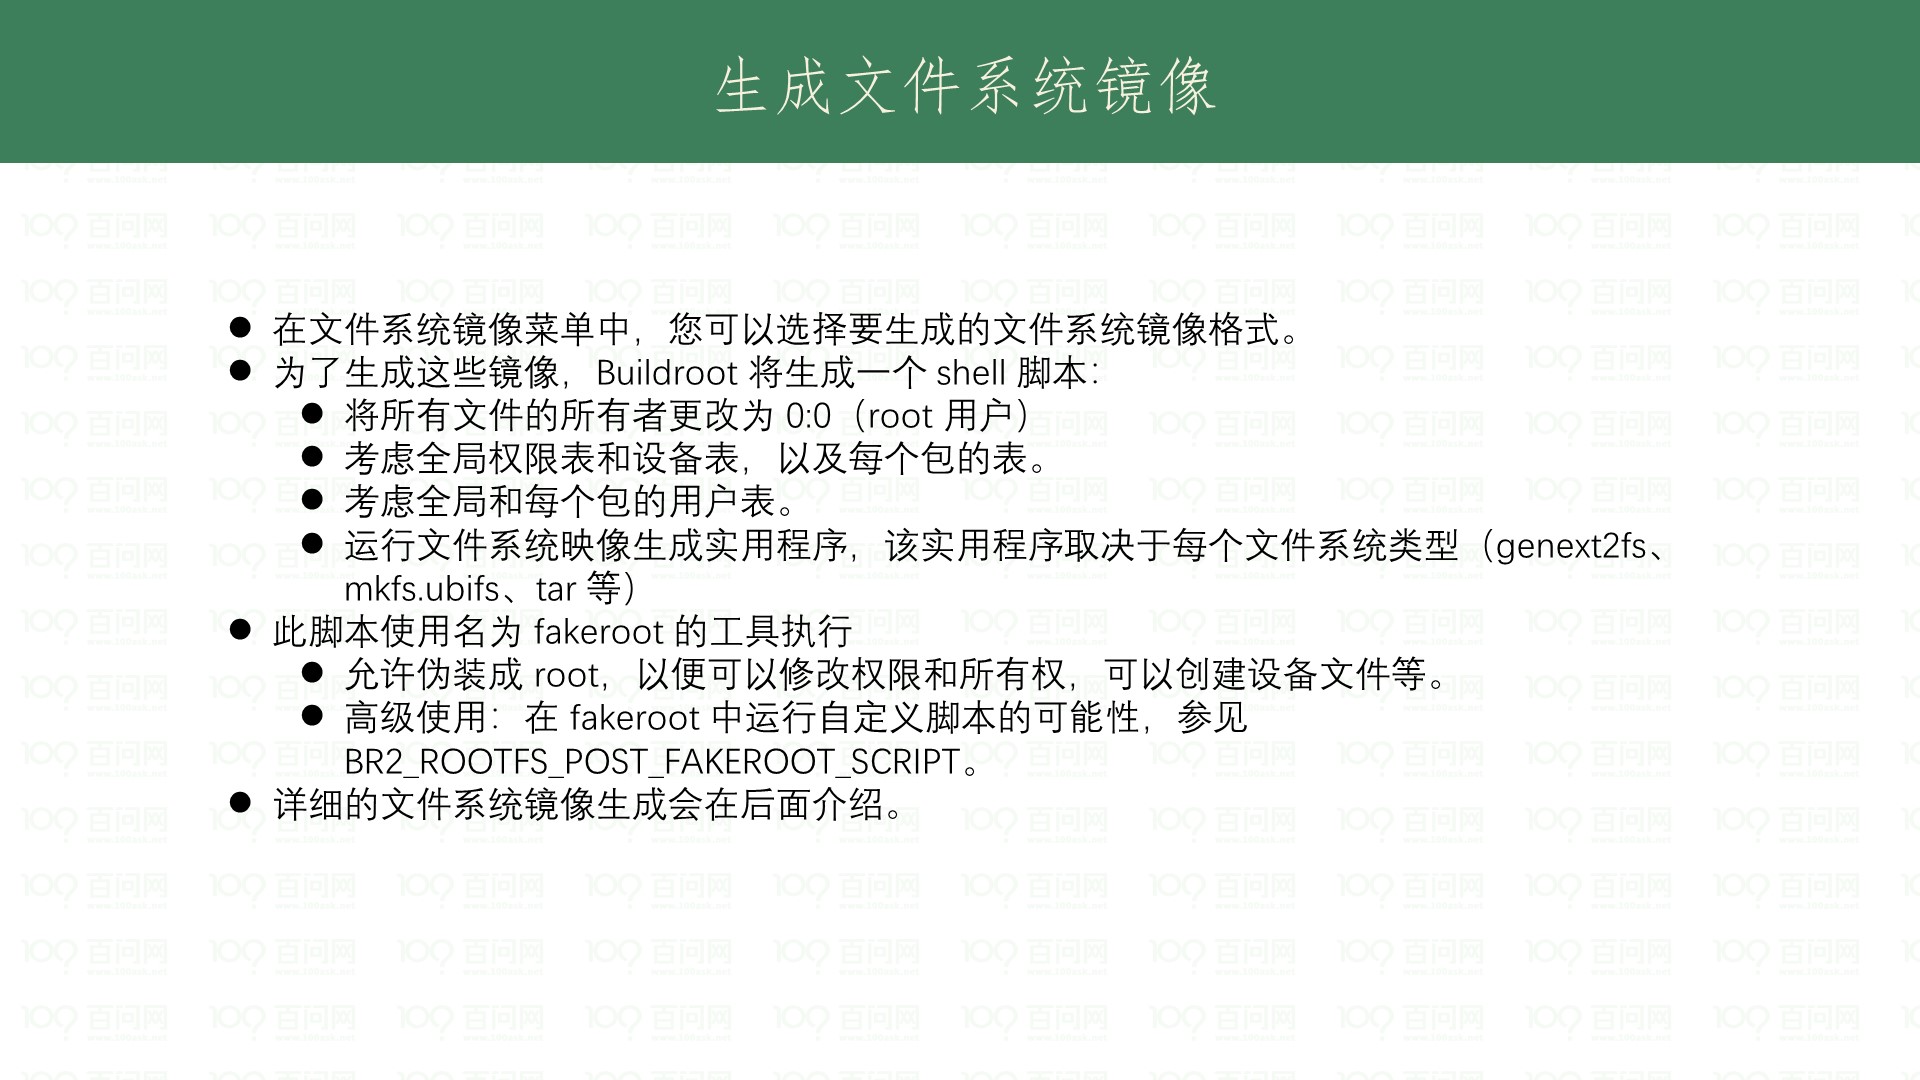 生成文件系统镜像
在文件系统镜像菜单中，您可以选择要生成的文件系统镜像格式。
为了生成这些镜像，Buildroot 将生成一个 shell 脚本：
将所有文件的所有者更改为 0:0（root 用户）
考虑全局权限表和设备表，以及每个包的表。
考虑全局和每个包的用户表。
运行文件系统映像生成实用程序，该实用程序取决于每个文件系统类型（genext2fs、
mkfs.ubifs、tar 等）
此脚本使用名为 fakeroot 的工具执行
允许伪装成 root，以便可以修改权限和所有权，可以创建设备文件等。
高级使用：在 fakeroot 中运行自定义脚本的可能性，参见
BR2_ROOTFS_POST_FAKEROOT_SCRIPT。
详细的文件系统镜像生成会在后面介绍。